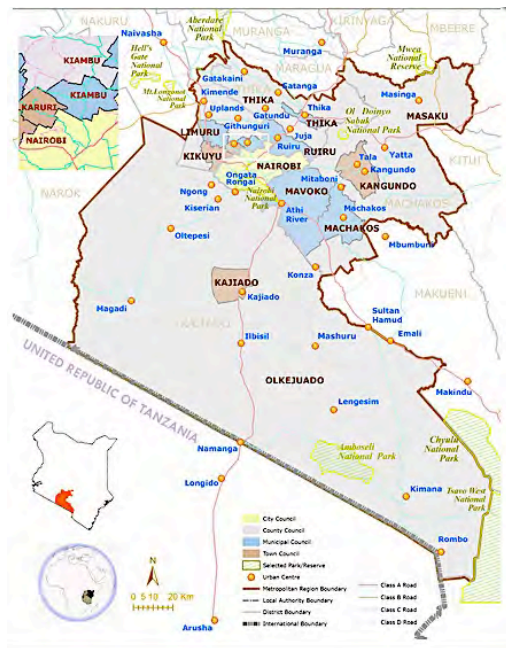 NAKURU
Aberdare
National
Park
MURANGA
KIRINYAGA
MBEERE
Naivasha
Hell's
Gate
National
Park
Muranga
MARAGUA
Mwea
National
Reserve
KIAMBU
KIAMBU
KARURI
NAIROBI
Mt.Longonot
National
Park
Gatakaini
Kimende
Gatanga
Masinga
MASAKU
THIKA
Uplands
Gatundu
Thika
THIKA
Ol Doinyo
Sabuk
National Park
Githunguri
LIMURU
Juja
Ruiru
RUIRU
KIKUYU
Yatta
KITUI
Tala
Kangundo
NAIROBI
Ongata
Rongai
Mitaboni
KANGUNDO
Ngong
Nairobi
National
Park
MAVOKO
NAROK
Kiserian
Athi
River
Machakos
MACHAKOS
MACHAKOS
Oltepesi
Mbumbuni
Konza
MAKUENI
KAJIADO
Kajiado
Magadi
Sultan
Hamud
KAJIADO
Emali
Ilbisil
Mashuru
UNITED REPUBLIC OF TANZANIA
OLKEJUADO
Makindu
Lengesim
Namanga
Amboseli
National Park
Chyulu
National
Park
Longido
Kimana
Tsavo West
National
Park
Rombo
City Council
County Council
Municipal Council
Town Council
Selected Park/Reserve
Urban Centre
Metropolitan Region Boundary
Local Authority Boundary
District Boundary
International Boundary
Class A Road
Class B Road
Class C Road
Class D Road
N
0 5 10 20 Km
Arusha